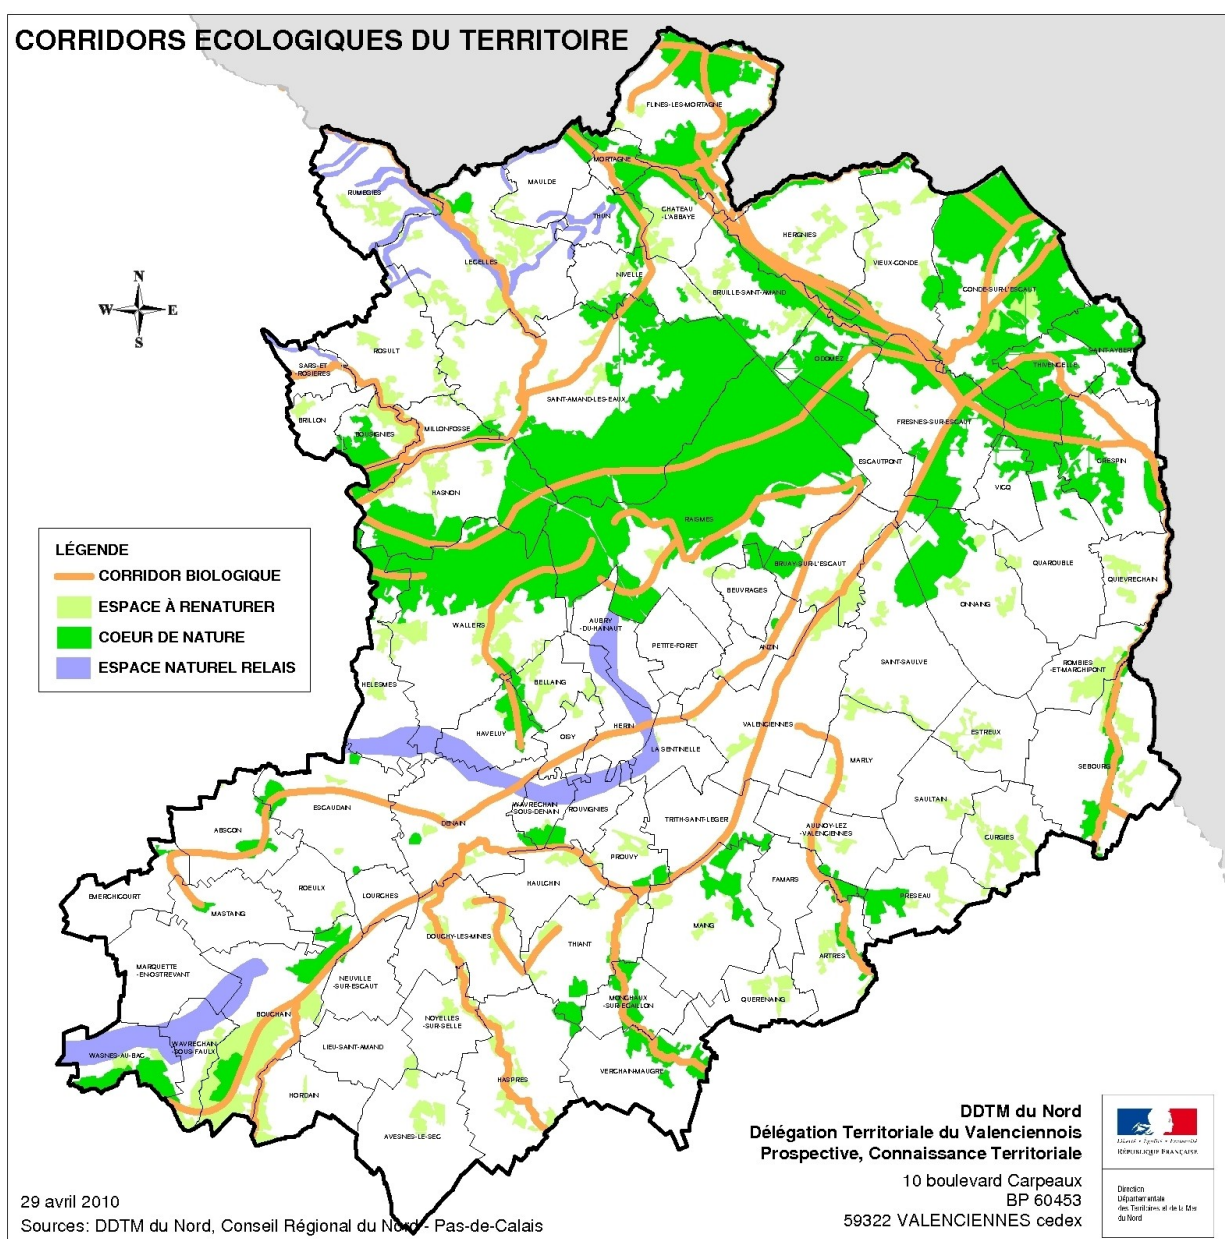 CORRIDORS ECOLOGIQUES DU TERRITOIRE
FLINES-LES-MORTAGNE
MORTAGNE
MAULDE
RUMEGIES
THUN
CHATEAU
-L'ABBAYE
HERGNIES
LECELLES
NIVELLE
VIEUX-CONDE
BRUILLE-SAINT-AMAND
CONDE-SUR-L'ESCAUT
N
W
E
S
ROSULT
SAINT-AYBERT
ODOMEZ
THIVENCELLE
SARS-ET
-ROSIERES
SAINT-AMAND-LES-EAUX
BRILLON
BOUSIGNIES
MILLONFOSSE
FRESNES-SUR-ESCAUT
ESCAUTPONT
CRESPIN
HASNON
VICQ
RAISMES
LÉGENDE
CORRIDOR BIOLOGIQUE
ESPACE À RENATURER
COEUR DE NATURE
ESPACE NATUREL RELAIS
BRUAY-SUR-L'ESCAUT
QUAROUBLE
QUIEVRECHAIN
BEUVRAGES
ONNAING
WALLERS
AUBRY
-DU-HAINAUT
PETITE-FORET
ANZIN
SAINT-SAULVE
ROMBIES
-ET-MARCHIPONT
HELESMES
BELLAING
HERIN
VALENCIENNES
HAVELUY
OISY
LA SENTINELLE
ESTREUX
MARLY
SEBOURG
SAULTAIN
ESCAUDAIN
WAVRECHAIN
-SOUS-DENAIN
ROUVIGNIES
ABSCON
DENAIN
TRITH-SAINT-LEGER
AULNOY-LEZ
-VALENCIENNES
CURGIES
PROUVY
HAULCHIN
FAMARS
EMERCHICOURT
ROEULX
LOURCHES
PRESEAU
MASTAING
MAING
DOUCHY-LES-MINES
THIANT
ARTRES
MARQUETTE
-ENOSTREVANT
NEUVILLE
-SUR-ESCAUT
MONCHAUX
-SUR-ECAILLON
QUERENAING
BOUCHAIN
NOYELLES
-SUR-SELLE
WAVRECHAIN
-SOUS-FAULX
WASNES-AU-BAC
LIEU-SAINT-AMAND
VERCHAIN-MAUGRE
HASPRES
HORDAIN
AVESNES-LE-SEC
DDTM du Nord
Délégation Territoriale du Valenciennois
Prospective, Connaissance Territoriale
10 boulevard Carpeaux
BP 60453
59322 VALENCIENNES cedex
Liberté • Égalité • Fraternité
RÉPUBLIQUE FRANÇAISE
Direction
Départementale
des Territoires et de la Mer
du Nord
29 avril 2010
Sources: DDTM du Nord, Conseil Régional du Nord - Pas-de-Calais